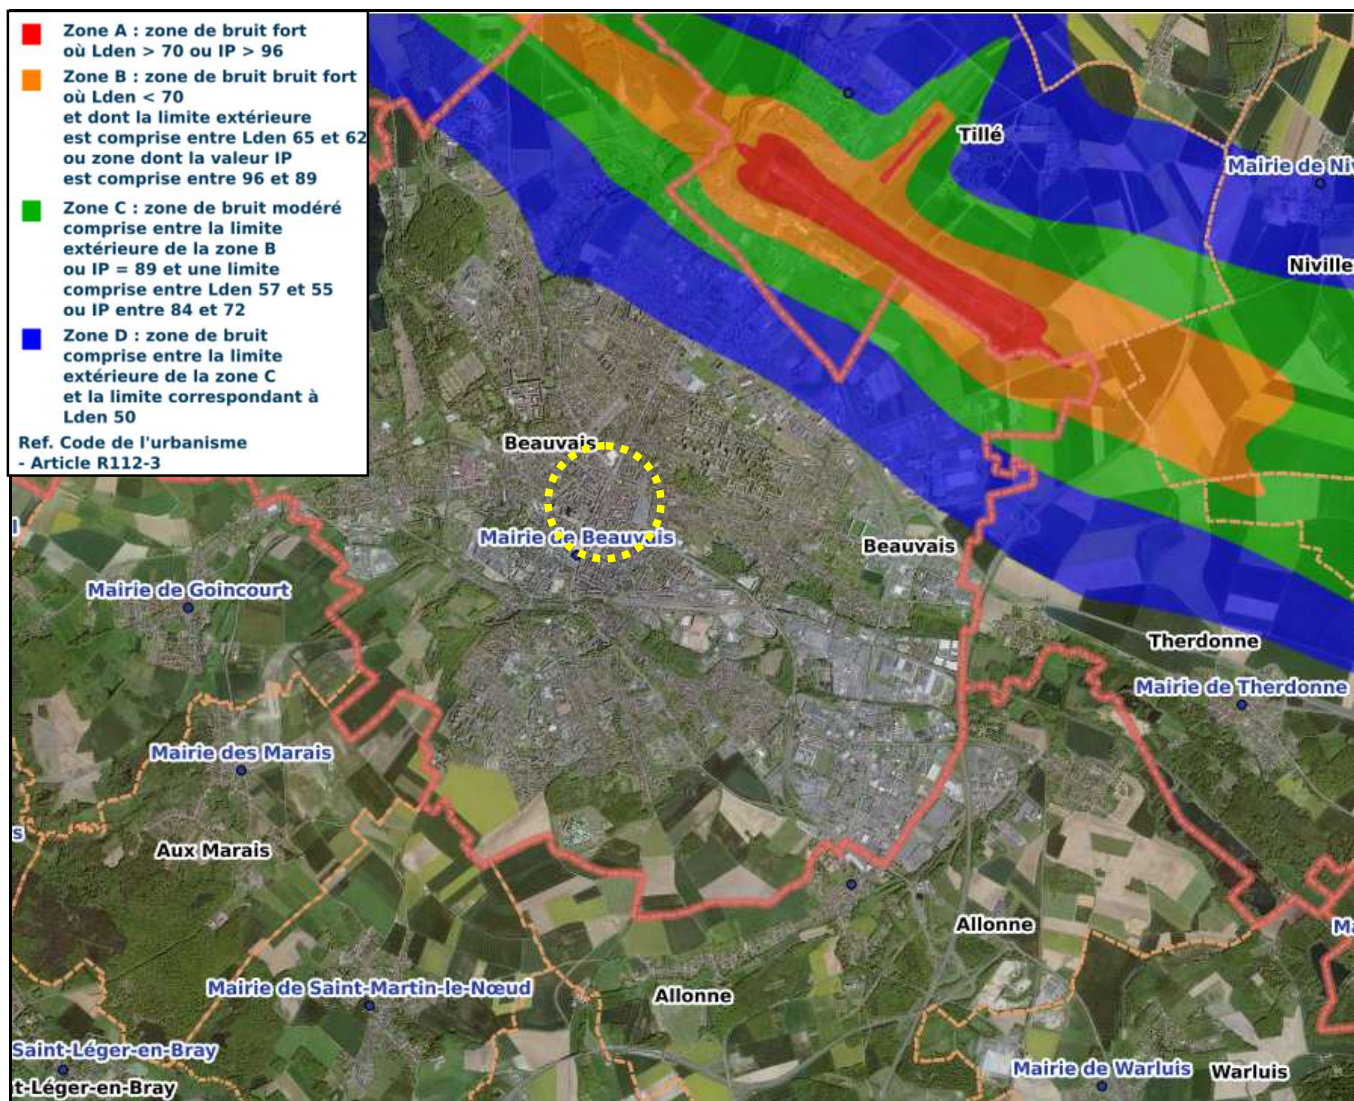 Zone A : zone de bruit fort
où Lden > 70 ou IP > 96
Zone B : zone de bruit bruit fort
où Lden < 70
et dont la limite extérieure
est comprise entre Lden 65 et 62
ou zone dont la valeur IP
est comprise entre 96 et 89
Zone C : zone de bruit modéré
comprise entre la limite
extérieure de la zone B
ou IP = 89 et une limite
comprise entre Lden 57 et 55
ou IP entre 84 et 72
Zone D : zone de bruit
comprise entre la limite
extérieure de la zone C
et la limite correspondant à
Lden 50
Ref. Code de l'urbanisme
- Article R112-3
Tillé
Mairie de Niv
Niville
Beauvais
Mairie de Beauvais
Beauvais
Mairie de Goincourt
Therdonne
Mairie de Therdonne
Mairie des Marais
s
Aux Marais
Allonne
Ma
Mairie de Saint-Martin-le-Nœud
Allonne
Saint-Léger-en-Bray
t-Léger-en-Bray
Mairie de Warluis
Warluis